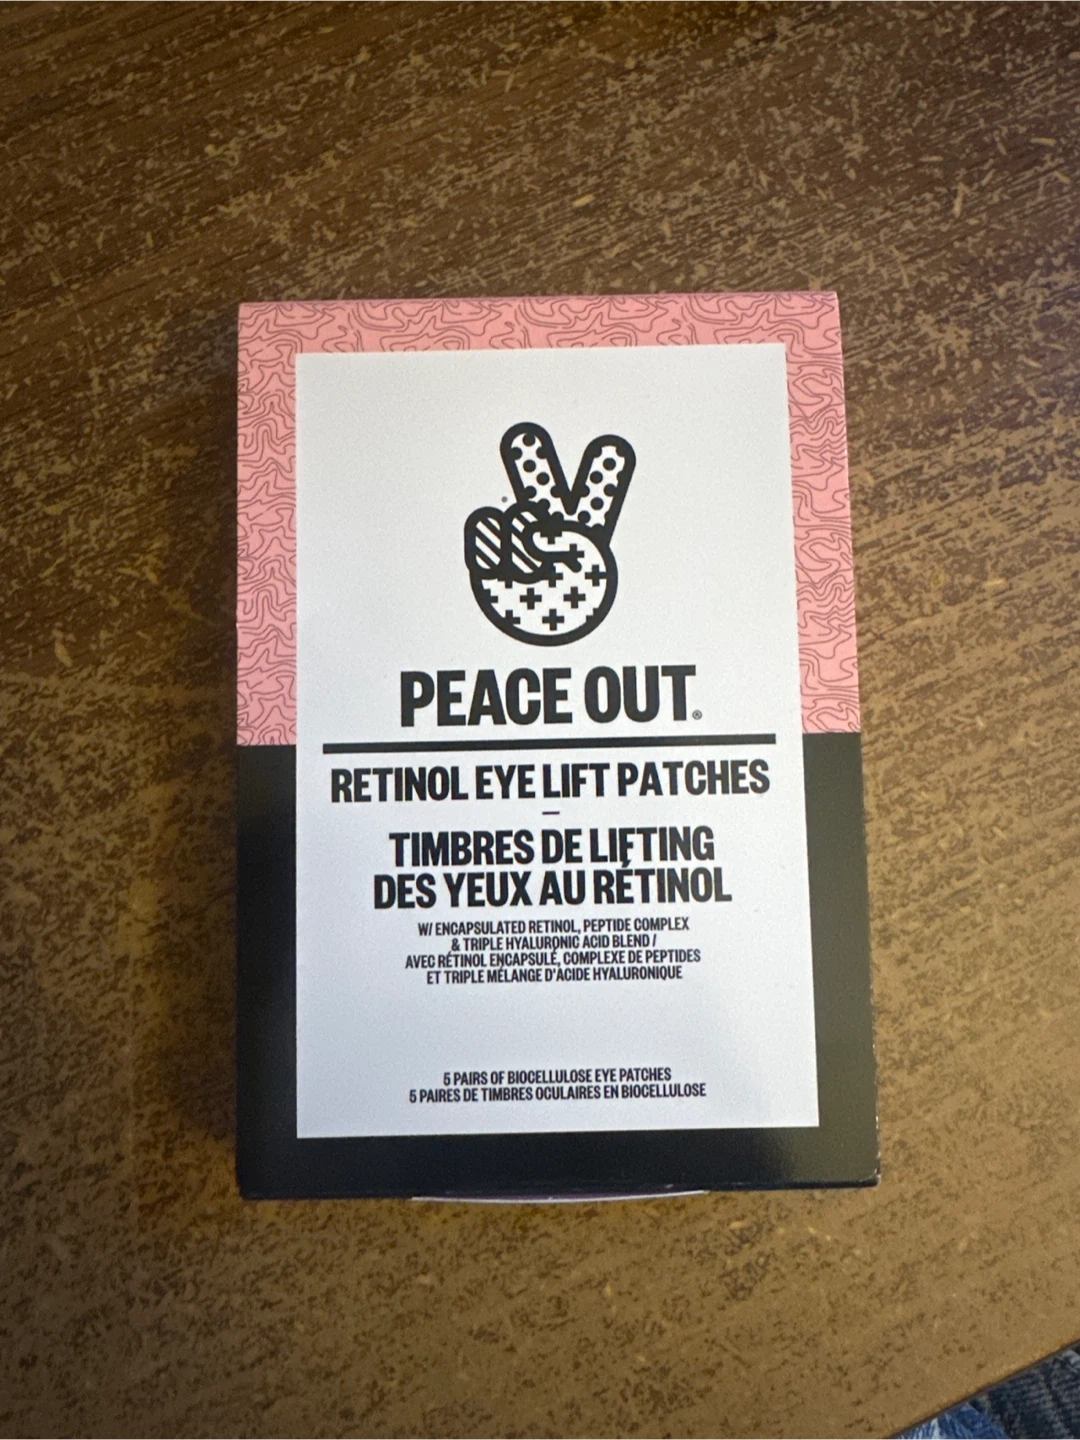 PEACE OUT®
RETINOL EYE LIFT PATCHES
–
TIMBRES DE LIFTING
DES YEUX AU RÉTINOL
W/ ENCAPSULATED RETINOL, PEPTIDE COMPLEX
& TRIPLE HYALURONIC ACID BLEND /
AVEC RÉTINOL ENCAPSULÉ, COMPLEXE DE PEPTIDES
ET TRIPLE MÉLANGE D'ACIDE HYALURONIQUE
5 PAIRS OF BIOCELLULOSE EYE PATCHES
5 PAIRES DE TIMBRES OCULAIRES EN BIOCELLULOSE